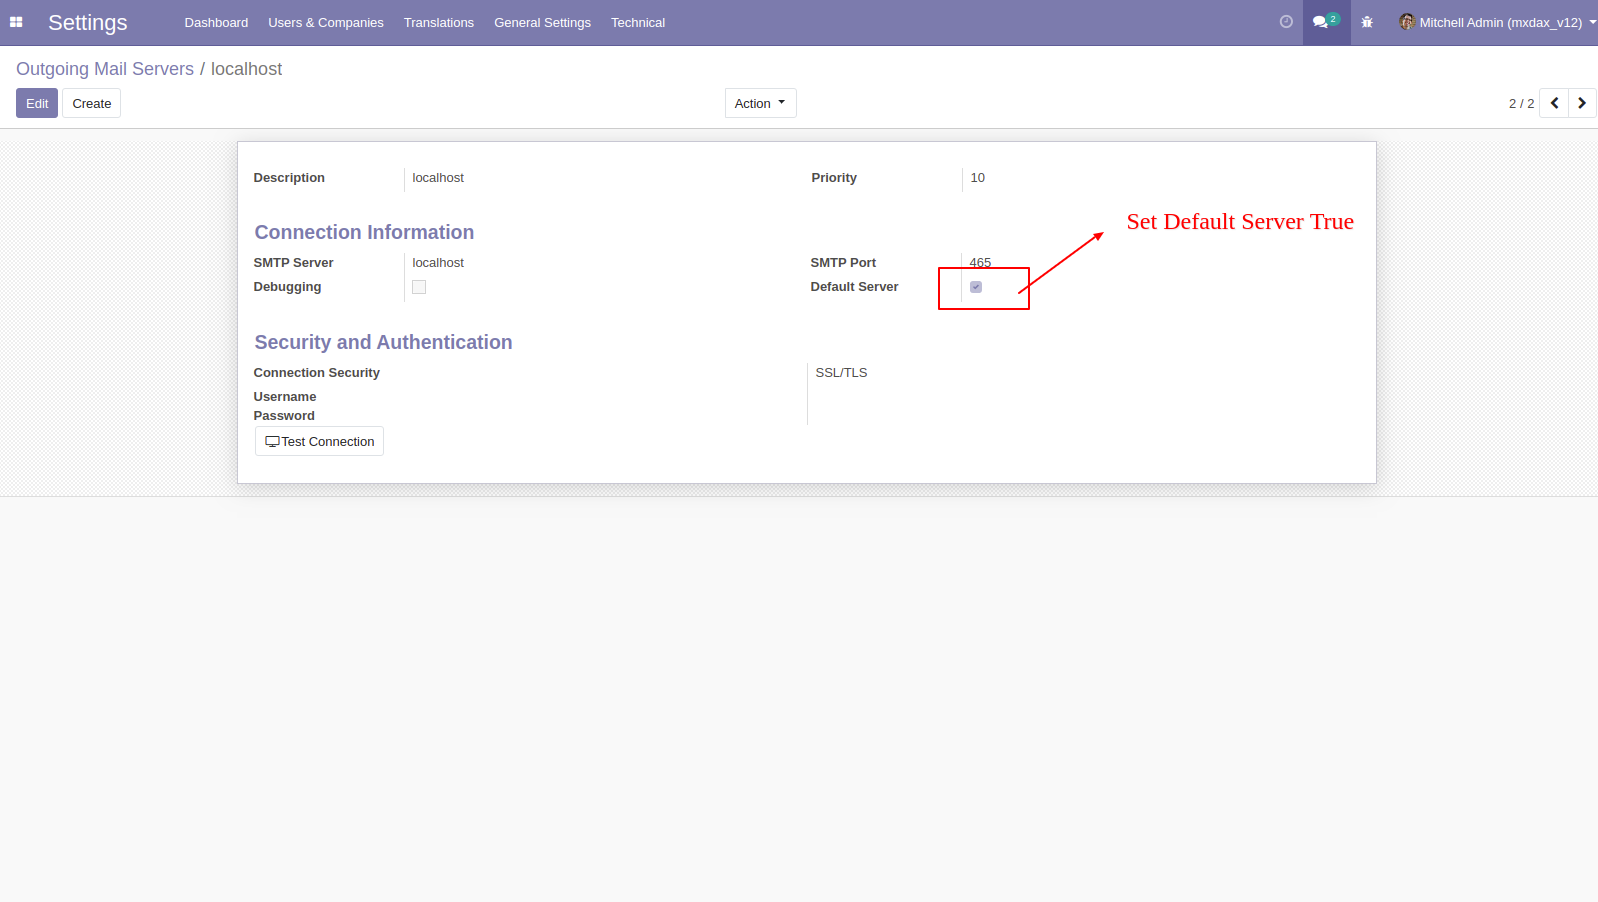 Settings Dashboard Users & Companies Translations General Settings Technical 2 Mitchell Admin (mxdax_v12)
Outgoing Mail Servers / localhost
Edit Create Action 2 / 2
Description localhost Priority 10
Set Default Server True
Connection Information
SMTP Server localhost SMTP Port 465
Debugging Default Server
Security and Authentication
Connection Security SSL/TLS
Username
Password
Test Connection